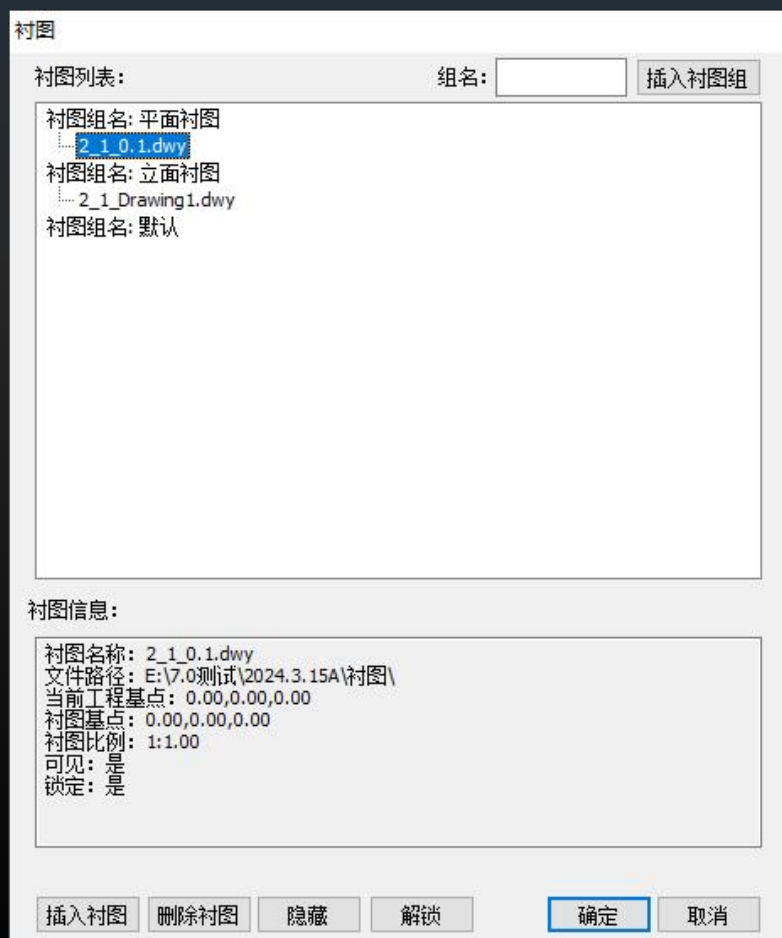 衬图
衬图列表： 组名： 插入衬图组
衬图组名: 平面衬图
2_1_0.1.dwy
衬图组名: 立面衬图
2_1_Drawing1.dwy
衬图组名: 默认
衬图信息：
衬图名称：2_1_0.1.dwy
文件路径：E:\7.0测试\2024.3.15A\衬图\
当前工程基点：0.00,0.00,0.00
衬图基点：0.00,0.00,0.00
衬图比例：1:1.00
可见：是
锁定：是
插入衬图 删除衬图 隐藏 解锁 确定 取消